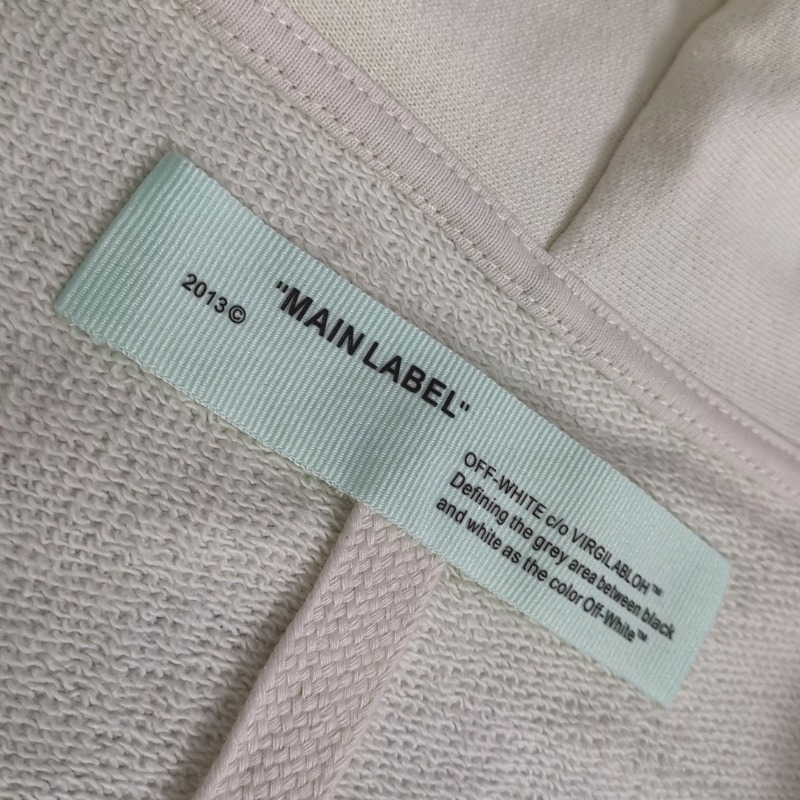 2013©
"MAIN LABEL"
OFF-WHITE c/o VIRGILABLOH™
Defining the grey area between black
and white as the color Off-White™